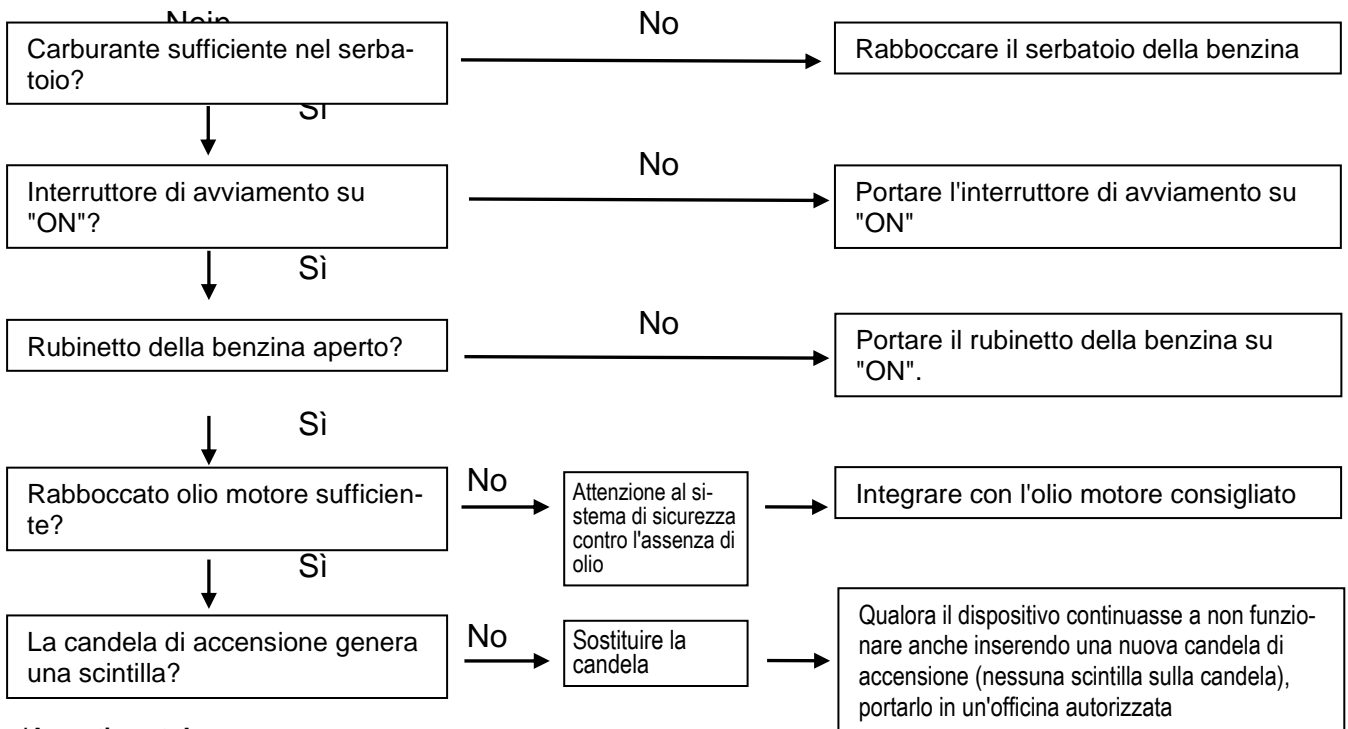 Nein
No
Carburante sufficiente nel serba-
toio?
Rabboccare il serbatoio della benzina
Sì
No
Interruttore di avviamento su
"ON"?
Portare l'interruttore di avviamento su
"ON"
Sì
No
Rubinetto della benzina aperto?
Portare il rubinetto della benzina su
"ON".
Sì
No
Rabboccato olio motore sufficien-
te?
Attenzione al si-
stema di sicurezza
contro l'assenza di
olio
Integrare con l'olio motore consigliato
Sì
No
La candela di accensione genera
una scintilla?
Sostituire la
candela
Qualora il dispositivo continuasse a non funzio-
nare anche inserendo una nuova candela di
accensione (nessuna scintilla sulla candela),
portarlo in un'officina autorizzata